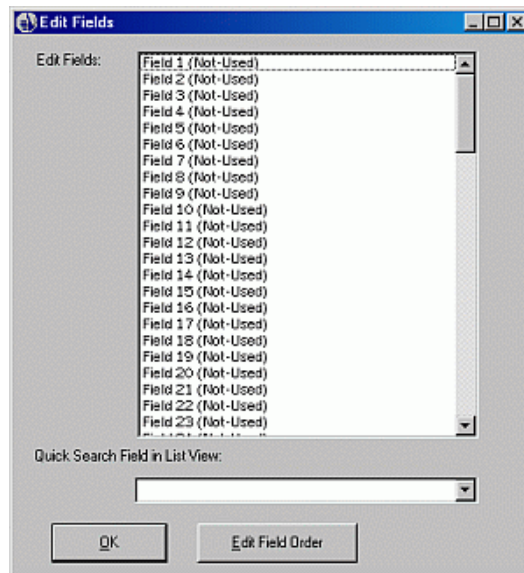 Edit Fields
Edit Fields:
Field 1 (Not-Used)
Field 2 (Not-Used)
Field 3 (Not-Used)
Field 4 (Not-Used)
Field 5 (Not-Used)
Field 6 (Not-Used)
Field 7 (Not-Used)
Field 8 (Not-Used)
Field 9 (Not-Used)
Field 10 (Not-Used)
Field 11 (Not-Used)
Field 12 (Not-Used)
Field 13 (Not-Used)
Field 14 (Not-Used)
Field 15 (Not-Used)
Field 16 (Not-Used)
Field 17 (Not-Used)
Field 18 (Not-Used)
Field 19 (Not-Used)
Field 20 (Not-Used)
Field 21 (Not-Used)
Field 22 (Not-Used)
Field 23 (Not-Used)
Quick Search Field in List View:
OK
Edit Field Order